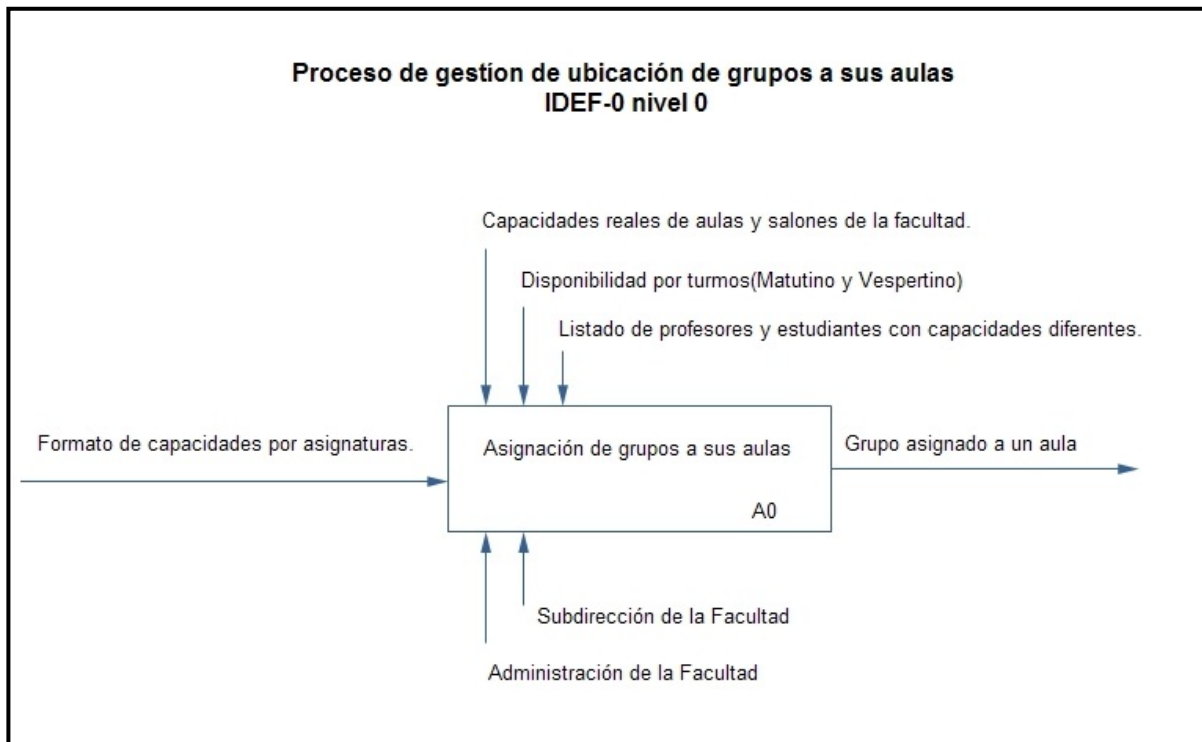 Proceso de gestíon de ubicación de grupos a sus aulas
IDEF-0 nivel 0
Capacidades reales de aulas y salones de la facultad.
Disponibilidad por turmos(Matutino y Vespertino)
Listado de profesores y estudiantes con capacidades diferentes.
Formato de capacidades por asignaturas.
Asignación de grupos a sus aulas
Grupo asignado a un aula
A0
Subdirección de la Facultad
Administración de la Facultad